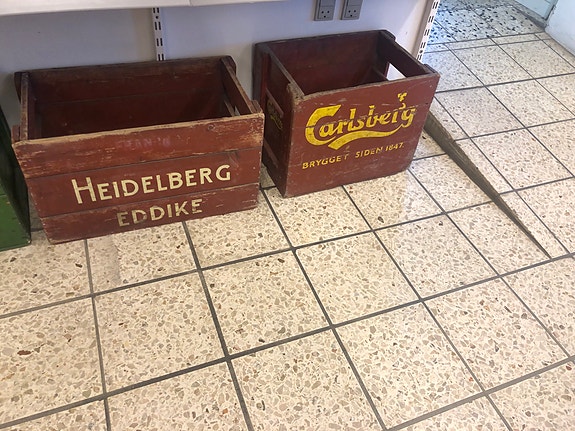 HEIDELBERG
EDDIKE
Carlsberg
BRYGGET SIDEN 1847.